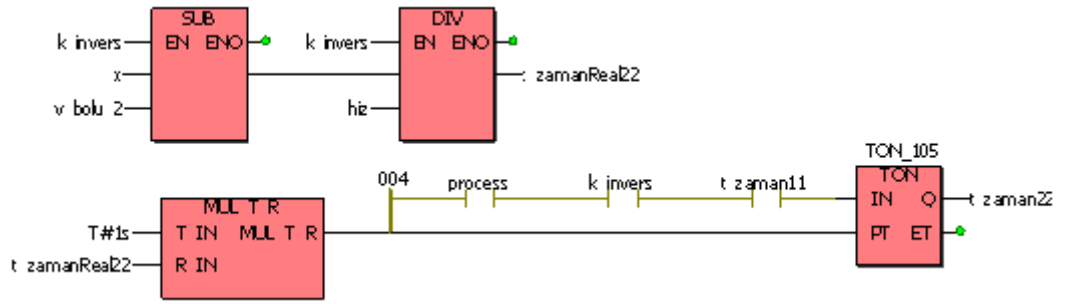 SUB DIV
k invers EN ENO k invers EN ENO
x t zamanReal22
v bolu 2 hiz
TON_105
004 process k invers t zaman11 TON
MUL T R IN Q t zaman22
T#1s T IN MUL T R PT ET
t zamanReal22 R IN